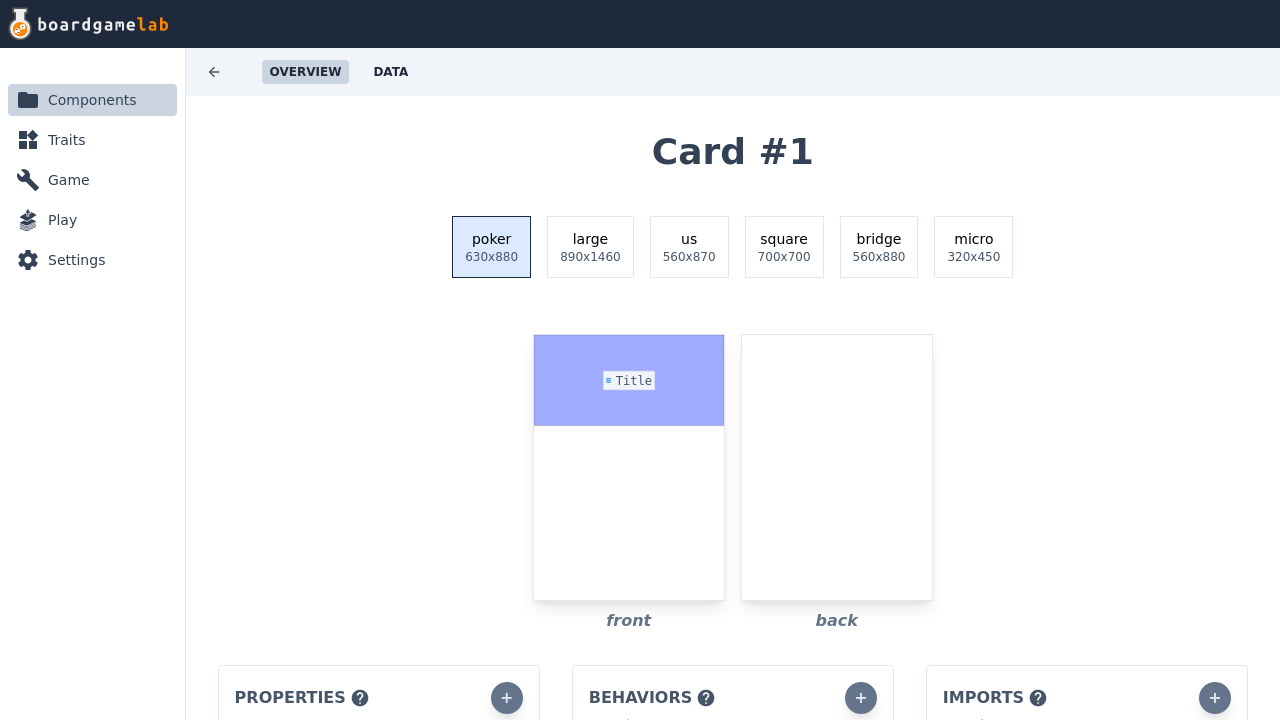 boardgamelab
OVERVIEW DATA
Components
Traits
Game
Play
Settings
Card #1
poker
630x880
large
890x1460
us
560x870
square
700x700
bridge
560x880
micro
320x450
Title
front
back
PROPERTIES ? +
BEHAVIORS ? +
IMPORTS ? +